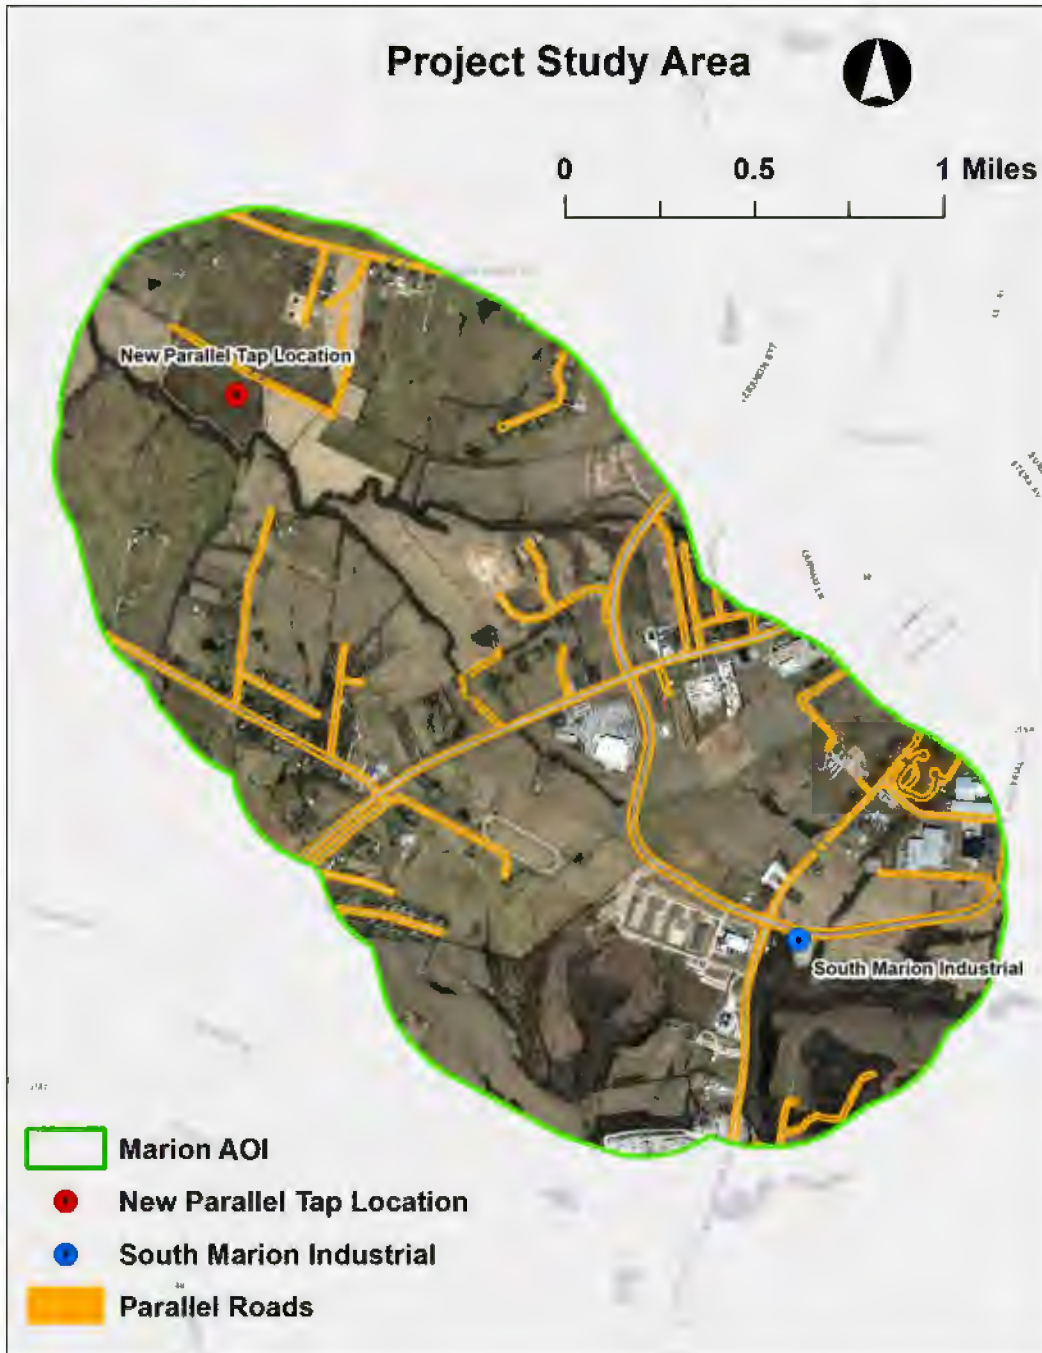 Project Study Area
0 0.5 1 Miles
New Parallel Tap Location
South Marion Industrial
Marion AOI
New Parallel Tap Location
South Marion Industrial
Parallel Roads